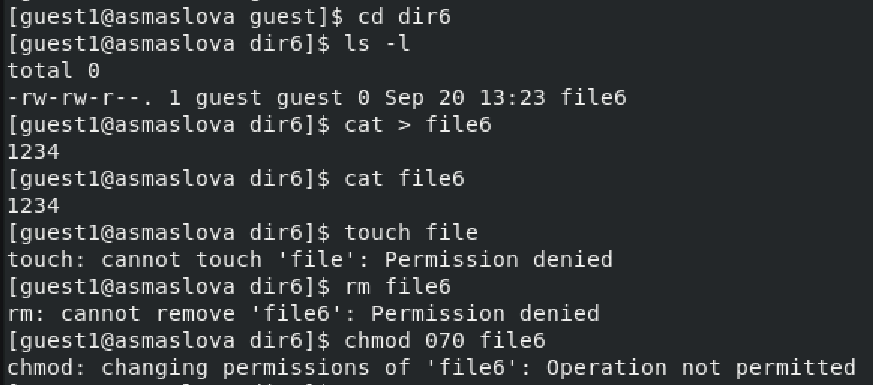 [guest1@asmaslova guest]$ cd dir6
[guest1@asmaslova dir6]$ ls -l
total 0
-rw-rw-r--. 1 guest guest 0 Sep 20 13:23 file6
[guest1@asmaslova dir6]$ cat > file6
1234
[guest1@asmaslova dir6]$ cat file6
1234
[guest1@asmaslova dir6]$ touch file
touch: cannot touch 'file': Permission denied
[guest1@asmaslova dir6]$ rm file6
rm: cannot remove 'file6': Permission denied
[guest1@asmaslova dir6]$ chmod 070 file6
chmod: changing permissions of 'file6': Operation not permitted